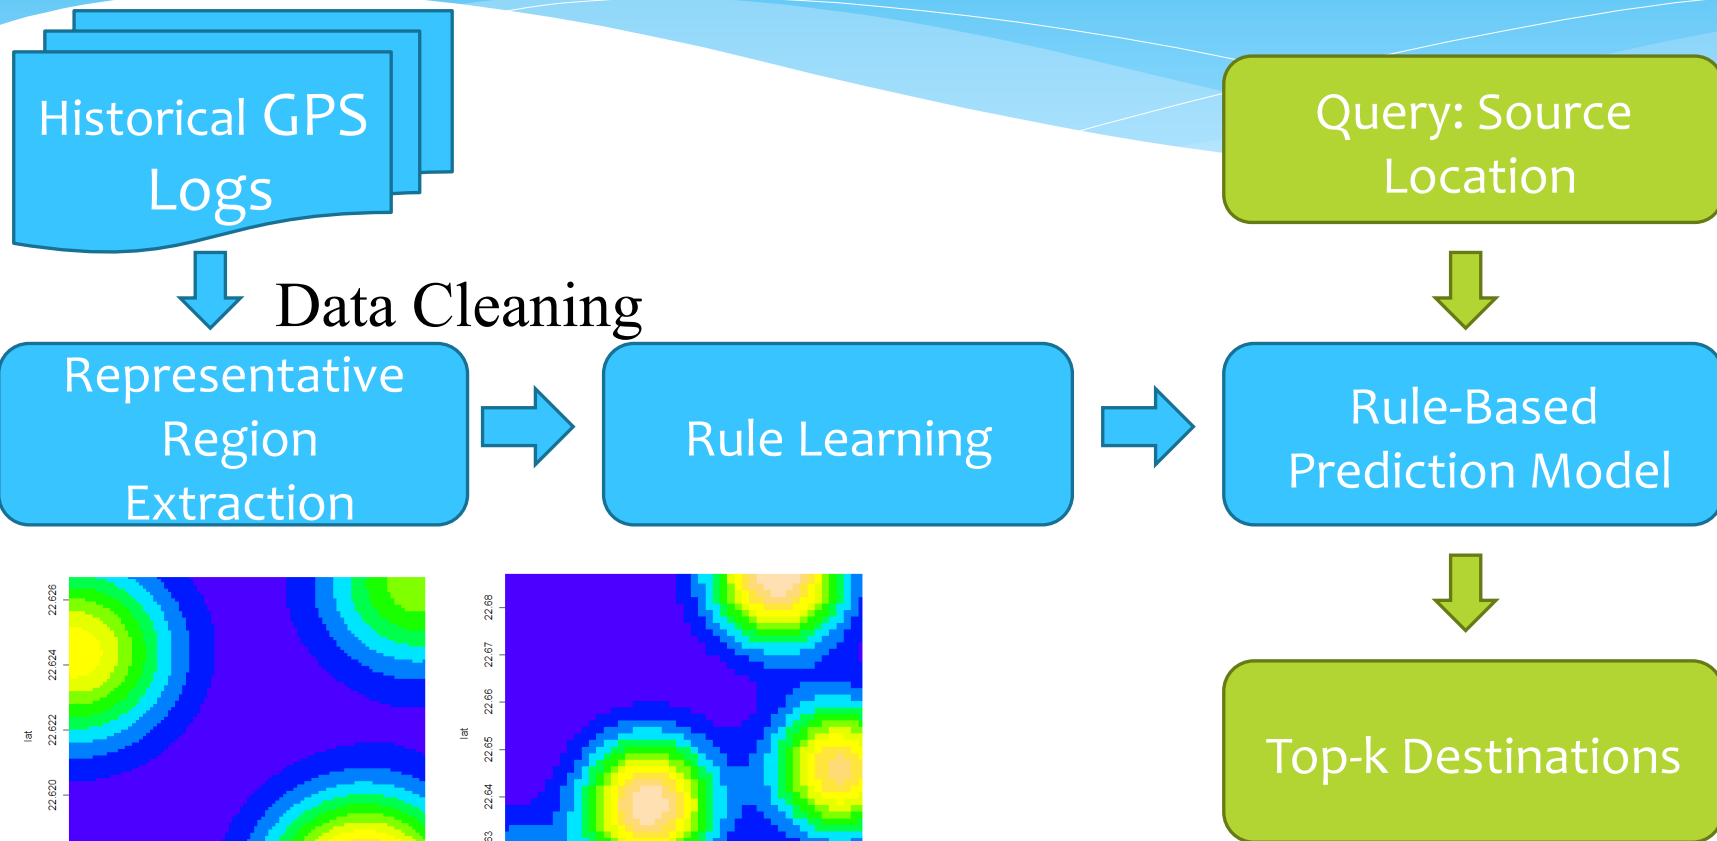 Historical GPS
Logs
Query: Source
Location
Data Cleaning
Representative
Region
Extraction
Rule Learning
Rule-Based
Prediction Model
Top-k Destinations
lat
22.626
22.624
22.622
22.620
lat
22.68
22.67
22.66
22.65
22.64
63